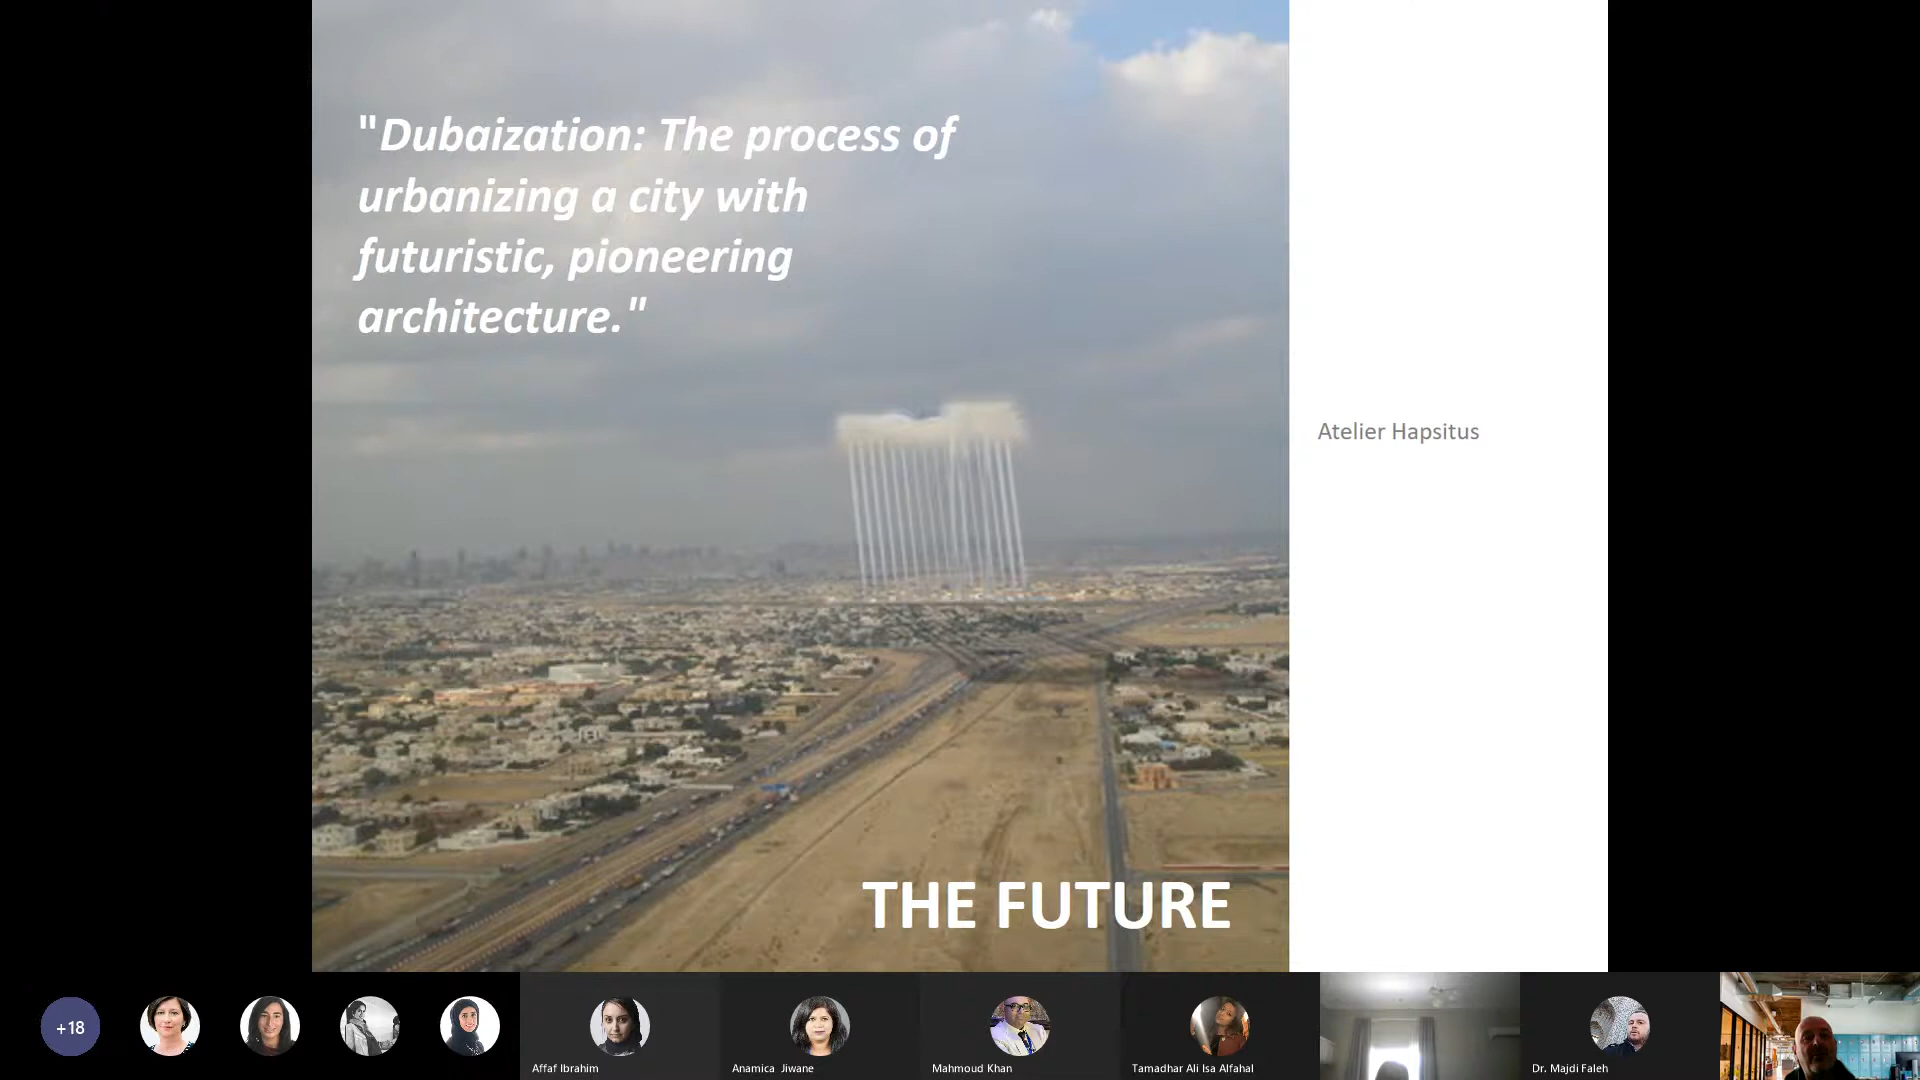 "Dubaization: The process of
urbanizing a city with
futuristic, pioneering
architecture."
Atelier Hapsitus
THE FUTURE
+18
Affaf Ibrahim
Anamica Jiwane
Mahmoud Khan
Tamadhar Ali Isa Alfahal
Dr. Majdi Faleh